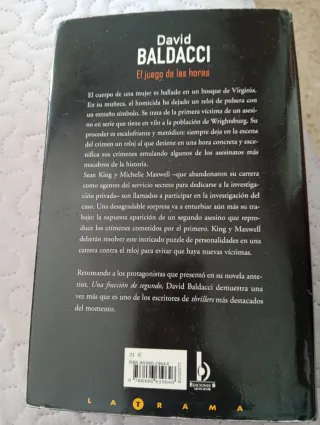 David
BALDACCI
El juego de las horas
El cuerpo de una mujer es hallado en un bosque de Virginia.
En su muñeca, el homicida ha dejado un reloj de pulsera con
un extraño símbolo. Se trata de la primera víctima de un asesi-
no en serie que tiene en vilo a la población de Wrightsburg. Su
proceder es escalofriante y metódico: siempre deja en la escena
del crimen un reloj al que detiene en una hora concreta y esce-
nifica sus crímenes emulando algunos de los asesinatos más
macabros de la historia.
Sean King y Michelle Maxwell –que abandonaron su carrera
como agentes del servicio secreto para dedicarse a la investiga-
ción privada– son llamados a participar en la investigación del
caso. Una desagradable sorpresa va a enturbiar aún más su tra-
bajo: la supuesta aparición de un segundo asesino que repro-
duce los crímenes cometidos por el primero. King y Maxwell
deberán resolver este intricado puzzle de personalidades en una
carrera contra el reloj para evitar que haya nuevas víctimas.
Retomando a los protagonistas que presentó en su novela ante-
rior, Una fracción de segundo, David Baldacci demuestra una
vez más que es uno de los escritores de thrillers más destacados
del momento.
21 €
b
EDICIONES B
LA TRAMA